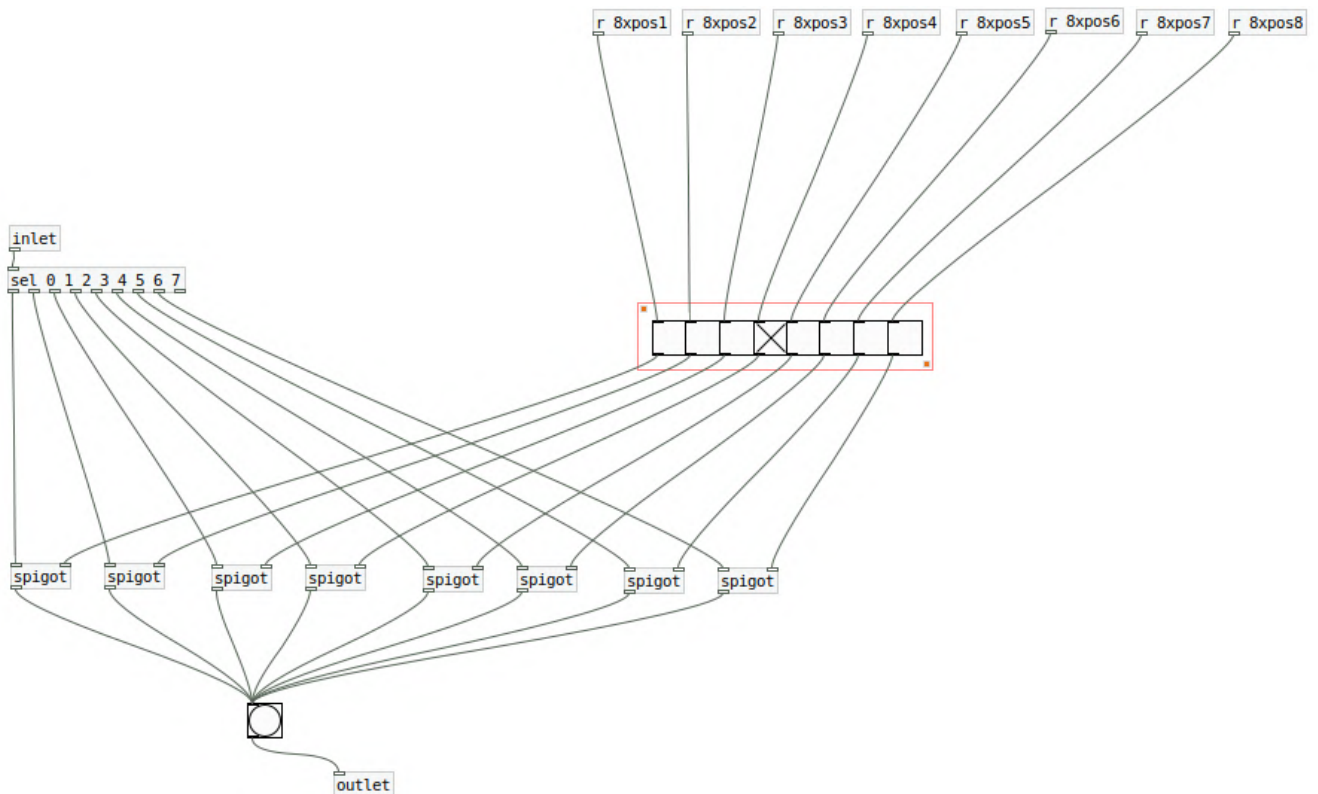 r 8xpos1
r 8xpos2
r 8xpos3
r 8xpos4
r 8xpos5
r 8xpos6
r 8xpos7
r 8xpos8
inlet
sel 0 1 2 3 4 5 6 7
spigot
spigot
spigot
spigot
spigot
spigot
spigot
spigot
outlet